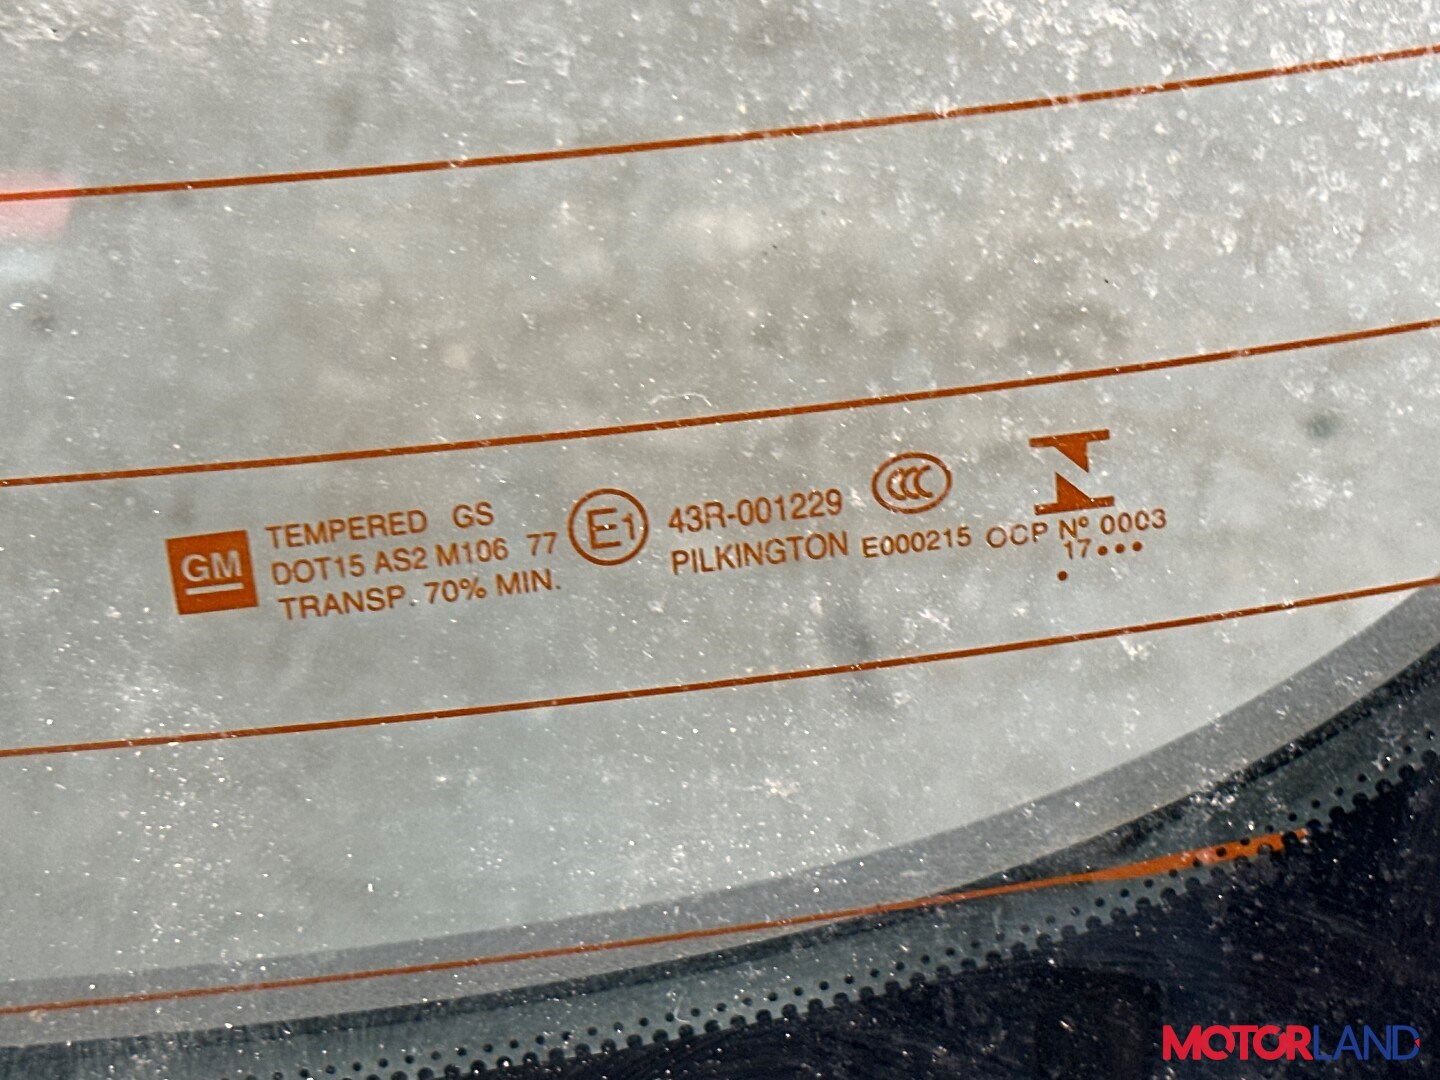 GM
TEMPERED GS
DOT15 AS2 M106 77
TRANSP. 70% MIN.
E1
43R-001229
PILKINGTON
CCC
E000215
OCP Nº 0003
17•••
•
MOTORLAND